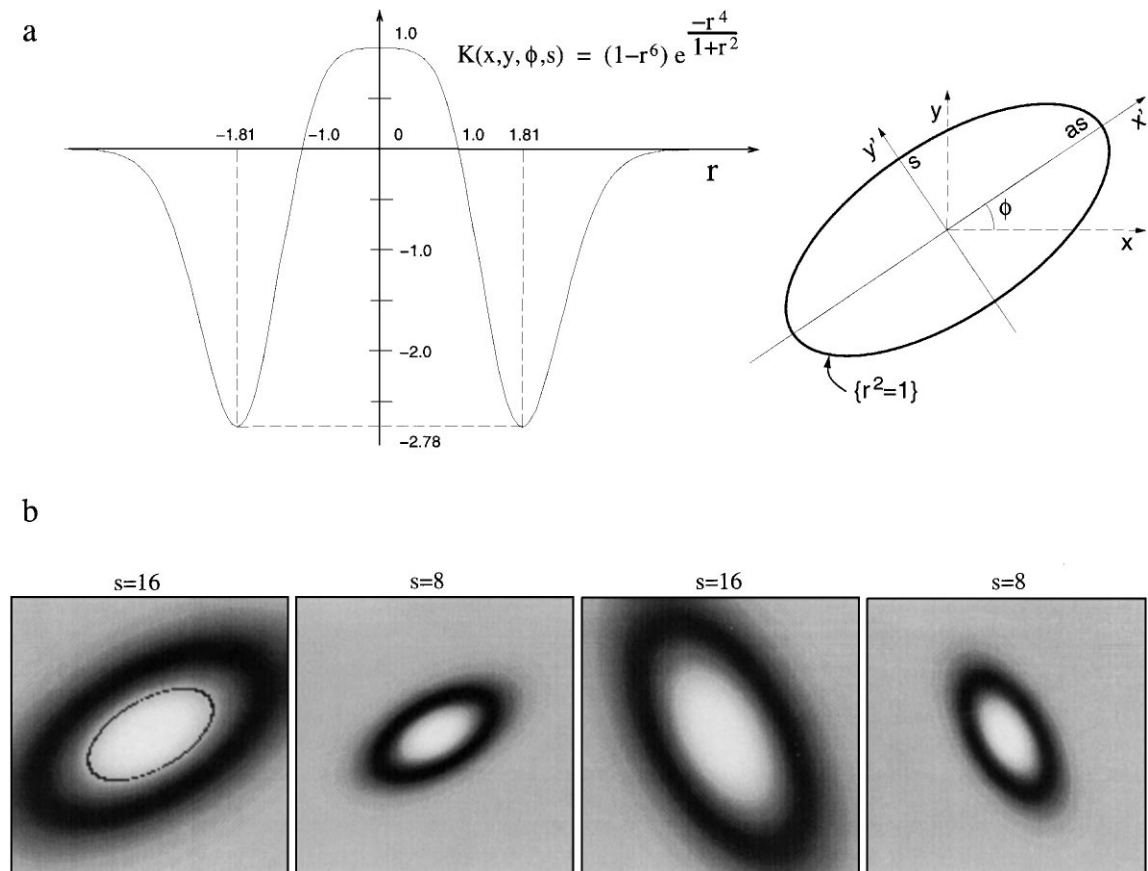 a
1.0
K(x,y,ϕ,s) = (1−r⁶) e^(−r⁴/(1+r²))
−1.81 −1.0 0 1.0 1.81
r
−1.0
−2.0
−2.78
y
y'
s
as
x'
ϕ
x
{r²=1}
b
s=16 s=8 s=16 s=8